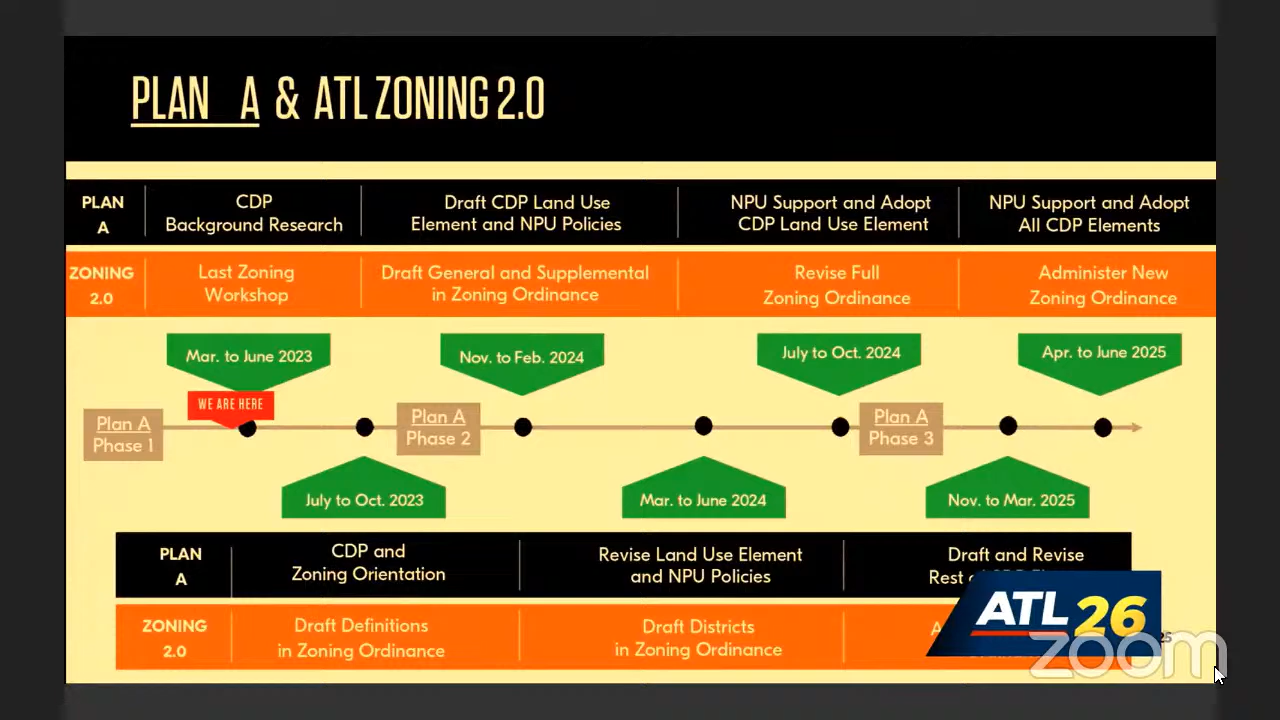 PLAN A & ATL ZONING 2.0
PLAN
A
CDP
Background Research
Draft CDP Land Use
Element and NPU Policies
NPU Support and Adopt
CDP Land Use Element
NPU Support and Adopt
All CDP Elements
ZONING
2.0
Last Zoning
Workshop
Draft General and Supplemental
in Zoning Ordinance
Revise Full
Zoning Ordinance
Administer New
Zoning Ordinance
Mar. to June 2023
Nov. to Feb. 2024
July to Oct. 2024
Apr. to June 2025
WE ARE HERE
Plan A
Phase 1
Plan A
Phase 2
Plan A
Phase 3
July to Oct. 2023
Mar. to June 2024
Nov. to Mar. 2025
PLAN
A
CDP and
Zoning Orientation
Revise Land Use Element
and NPU Policies
Draft and Revise
Rest
ZONING
2.0
Draft Definitions
in Zoning Ordinance
Draft Districts
in Zoning Ordinance
ATL 26
zoom